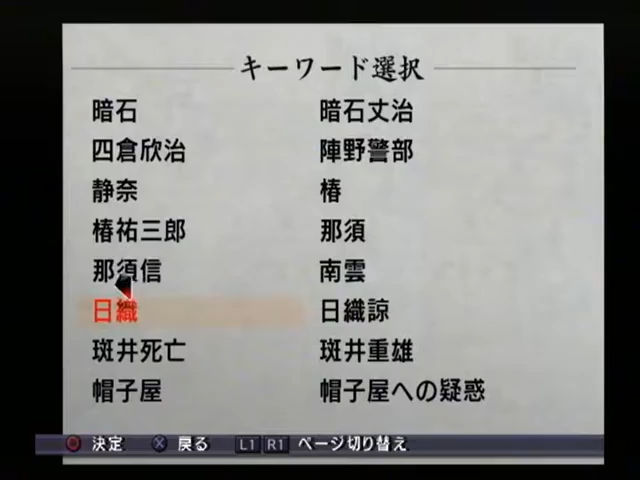 キーワード選択
暗石 暗石丈治
四倉欣治 陣野警部
静奈 椿
椿祐三郎 那須
那須信 南雲
日織 日織諒
斑井死亡 斑井重雄
帽子屋 帽子屋への疑惑
決定 戻る L1 R1 ページ切り替え